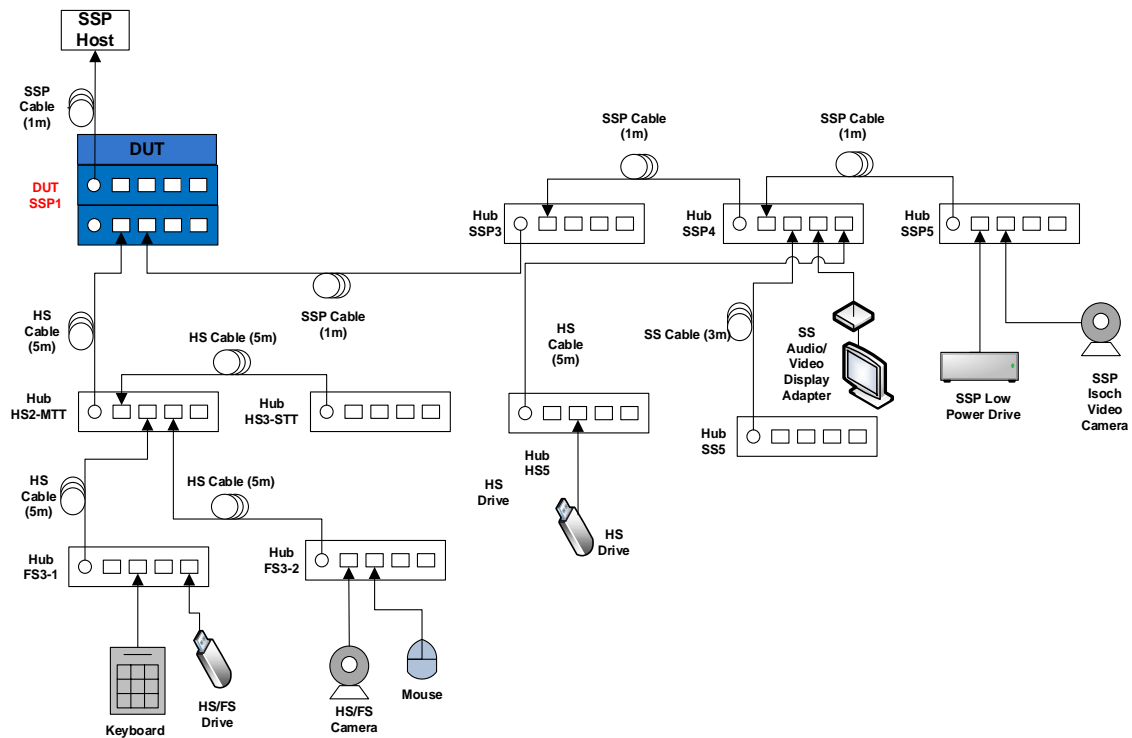 SSP
Host
SSP
Cable
(1m)
DUT
DUT
SSP1
SSP Cable
(1m)
SSP Cable
(1m)
Hub
SSP3
Hub
SSP4
Hub
SSP5
HS
Cable
(5m)
HS Cable (5m)
SSP Cable
(1m)
HS
Cable
(5m)
SS Cable (3m)
SS
Audio/
Video
Display
Adapter
SSP Low
Power Drive
SSP
Isoch
Video
Camera
Hub
HS2-MTT
Hub
HS3-STT
Hub
HS5
Hub
SS5
HS
Drive
HS
Drive
HS
Cable
(5m)
HS Cable (5m)
Hub
FS3-1
Hub
FS3-2
Keyboard
HS/FS
Drive
HS/FS
Camera
Mouse